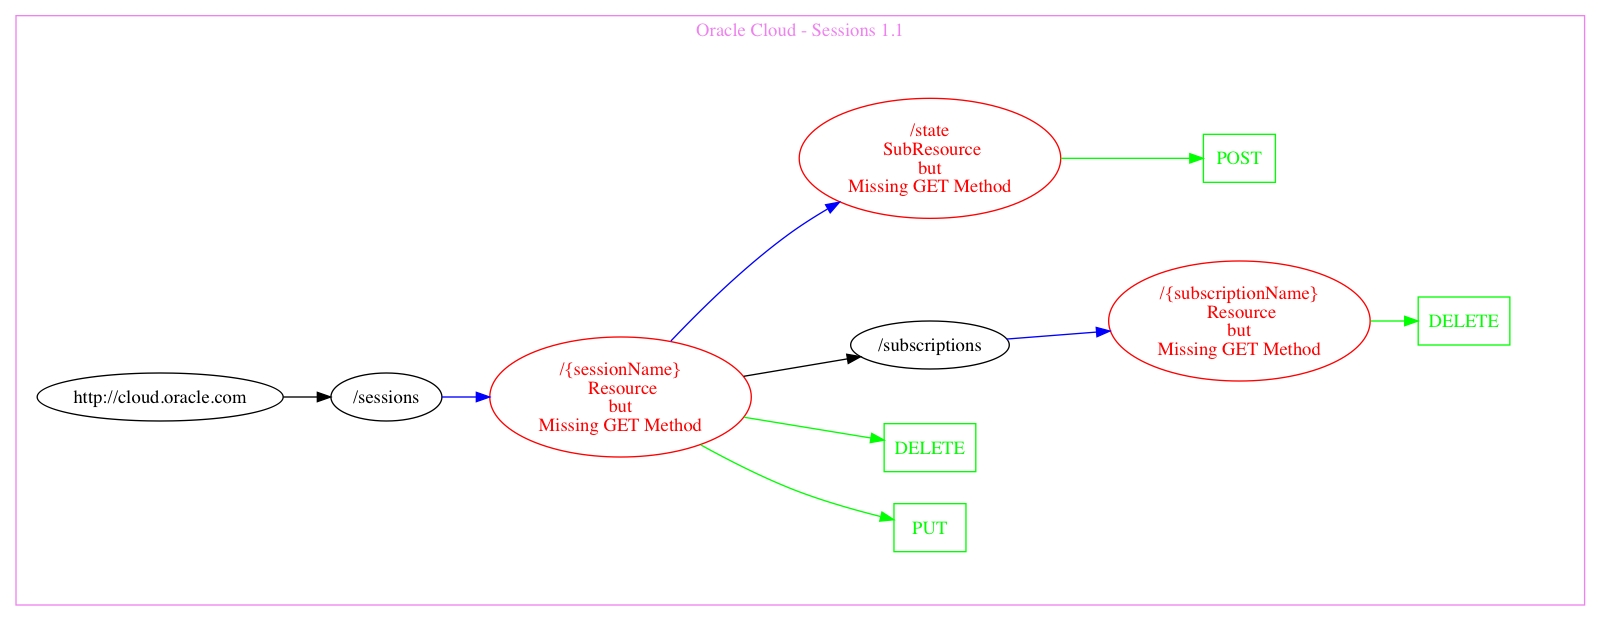 Oracle Cloud - Sessions 1.1
/state
SubResource
but
Missing GET Method
POST
/{subscriptionName}
Resource
but
Missing GET Method
DELETE
/subscriptions
http://cloud.oracle.com
/sessions
/{sessionName}
Resource
but
Missing GET Method
DELETE
PUT